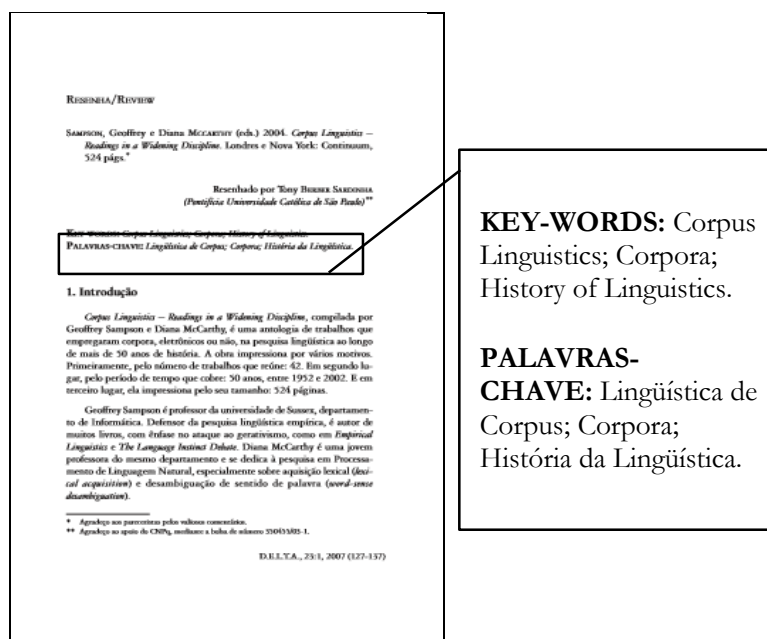 RESENHA/REVIEW
SAMPSON, Geoffrey e Diana MCCARTHY (eds.) 2004. Corpus Linguistics –
Readings in a Widening Discipline. Londres e Nova York: Continuum,
524 págs.*
Resenhado por Tony BERBER SARDINHA
(Pontifícia Universidade Católica de São Paulo)**
KEY-WORDS: Corpus Linguistics; Corpora; History of Linguistics.
PALAVRAS-CHAVE: Lingüística de Corpus; Corpora; História da Lingüística.
1. Introdução
Corpus Linguistics – Readings in a Widening Discipline, compilada por
Geoffrey Sampson e Diana McCarthy, é uma antologia de trabalhos que
empregaram corpora, eletrônicos ou não, na pesquisa lingüística ao longo
de mais de 50 anos de história. A obra impressiona por vários motivos.
Primeiramente, pelo número de trabalhos que reúne: 42. Em segundo lu-
gar, pelo período de tempo que cobre: 50 anos, entre 1952 e 2002. E em
terceiro lugar, ela impressiona pelo seu tamanho: 524 páginas.
Geoffrey Sampson é professor da universidade de Sussex, departamen-
to de Informática. Defensor da pesquisa lingüística empírica, é autor de
muitos livros, com ênfase no ataque ao gerativismo, como em Empirical
Linguistics e The Language Instinct Debate. Diana McCarthy é uma jovem
professora do mesmo departamento e se dedica à pesquisa em Processa-
mento de Linguagem Natural, especialmente sobre aquisição lexical (lexi-
cal acquisition) e desambiguação de sentido de palavra (word-sense
desambiguation).
* Agradeço aos pareceristas pelos valiosos comentários.
** Agradeço ao apoio do CNPq, mediante a bolsa de número
D.E.L.T.A., 23:1, 2007 (127-137)
KEY-WORDS: Corpus
Linguistics; Corpora;
History of Linguistics.
PALAVRAS-
CHAVE: Lingüística de
Corpus; Corpora;
História da Lingüística.